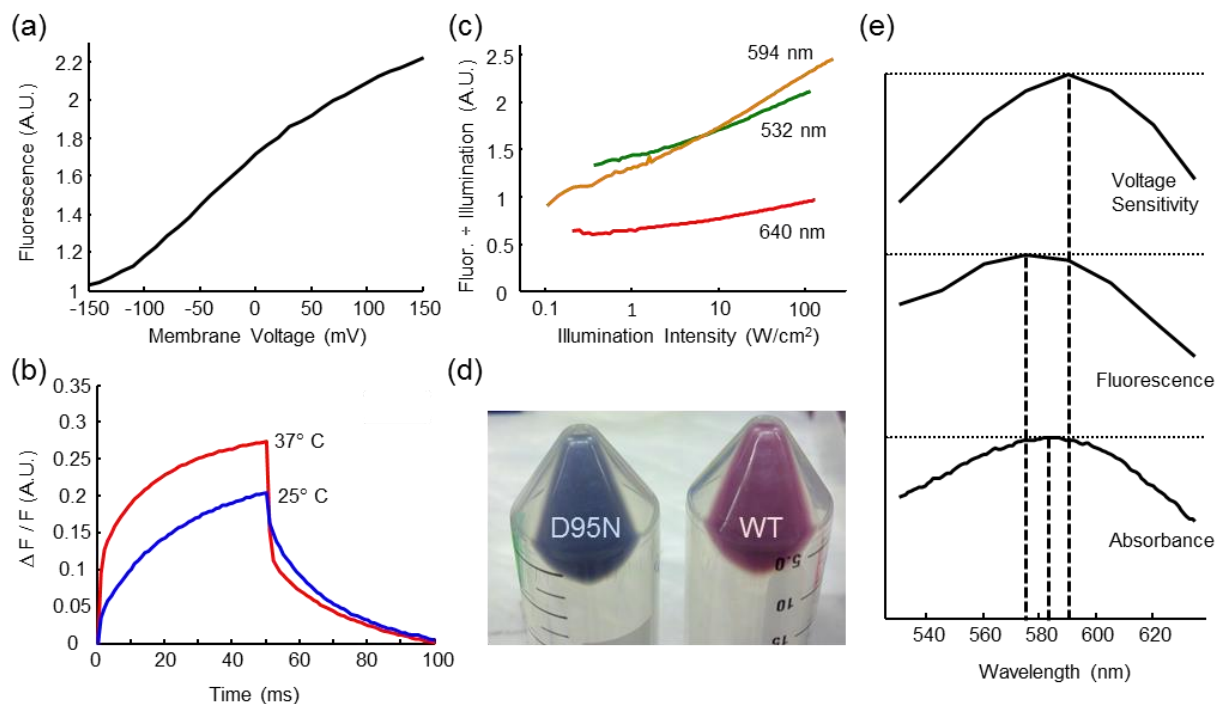 (a)
Fluorescence (A.U.)
2.2
2
1.8
1.6
1.4
1.2
1
-150 -100 -50 0 50 100 150
Membrane Voltage (mV)
(b)
Δ F / F (A.U.)
0.35
0.3
0.25
0.2
0.15
0.1
0.05
0
37° C
25° C
0 20 40 60 80 100
Time (ms)
(c)
Fluor. ÷ Illumination (A.U.)
2.5
2
1.5
1
0.5
0
594 nm
532 nm
640 nm
0.1 1 10 100
Illumination Intensity (W/cm²)
(d)
D95N
WT
5.0
10
15
(e)
Voltage
Sensitivity
Fluorescence
Absorbance
540 560 580 600 620
Wavelength (nm)